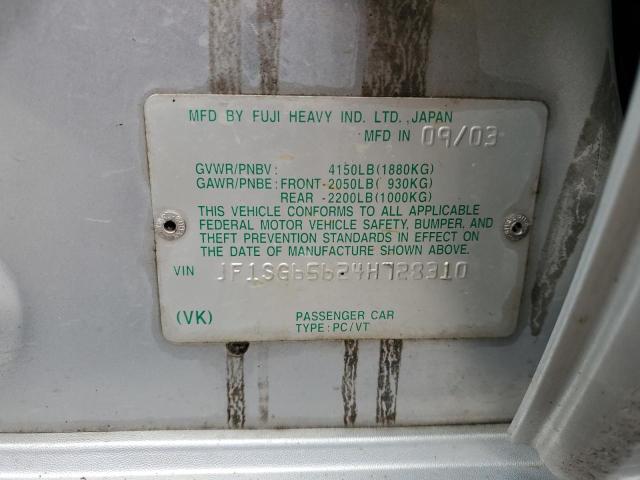 MFD BY FUJI HEAVY IND. LTD., JAPAN
MFD IN 09/03
GVWR/PNBV: 4150LB(1880KG)
GAWR/PNBE: FRONT-2050LB( 930KG)
REAR -2200LB(1000KG)
THIS VEHICLE CONFORMS TO ALL APPLICABLE
FEDERAL MOTOR VEHICLE SAFETY, BUMPER, AND
THEFT PREVENTION STANDARDS IN EFFECT ON
THE DATE OF MANUFACTURE SHOWN ABOVE.
VIN JF1SG65624H728310
(VK) PASSENGER CAR
TYPE:PC/VT